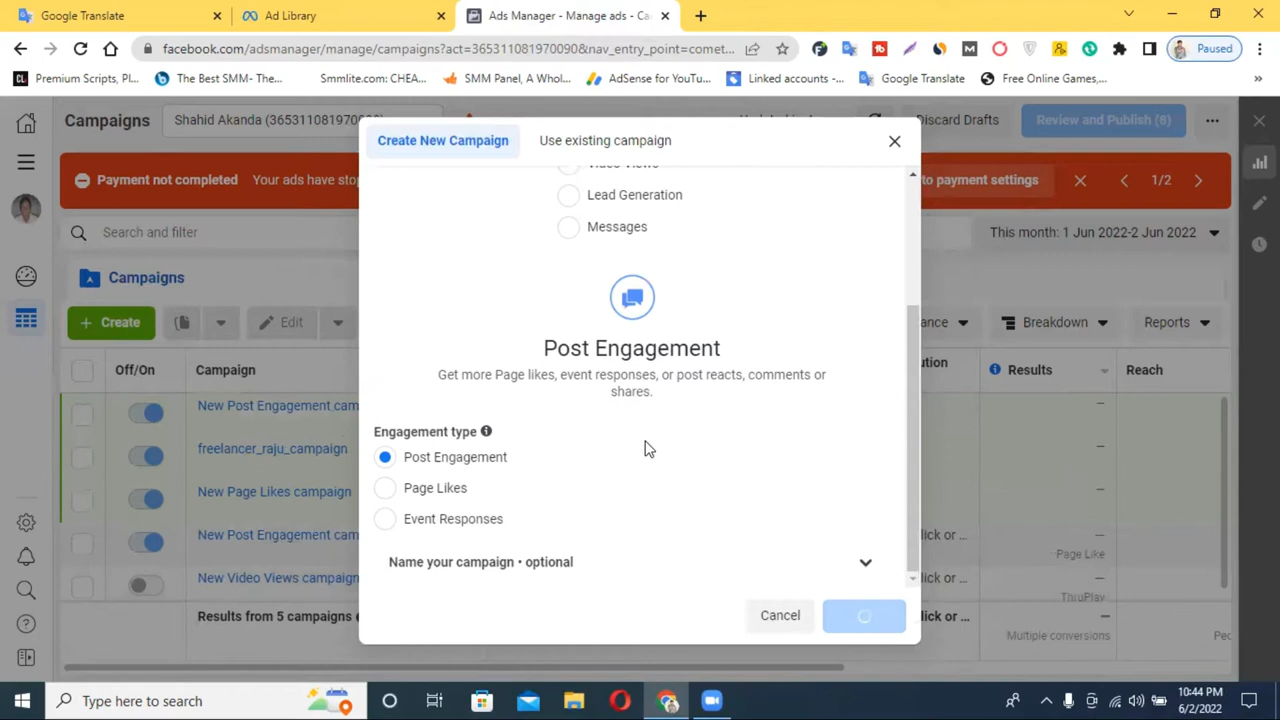 Google Translate
Ad Library
Ads Manager - Manage ads - Ca
facebook.com/adsmanager/manage/campaigns?act=365311081970090&nav_entry_point=comet...
Paused
Premium Scripts, Pl...
The Best SMM- The...
Smmlite.com: CHEA...
SMM Panel, A Whol...
AdSense for YouTu...
Linked accounts -...
Google Translate
Free Online Games,...
Campaigns
Shahid Akanda (365311081970
Discard Drafts
Review and Publish (8)
Create New Campaign
Use existing campaign
Payment not completed
Your ads have stop
to payment settings
1/2
Video Views
Lead Generation
Messages
Search and filter
This month: 1 Jun 2022-2 Jun 2022
Campaigns
+ Create
Edit
Breakdown
Reports
Post Engagement
Get more Page likes, event responses, or post reacts, comments or
shares.
Off/On
Campaign
Results
Reach
New Post Engagement cam
freelancer_raju_campaign
New Page Likes campaign
New Post Engagement cam
lick or ...
Page Like
New Video Views campaign
lick or ...
ThruPlay
Results from 5 campaigns
lick or ...
Multiple conversions
Engagement type
Post Engagement
Page Likes
Event Responses
Name your campaign • optional
Cancel
Type here to search
10:44 PM
6/2/2022